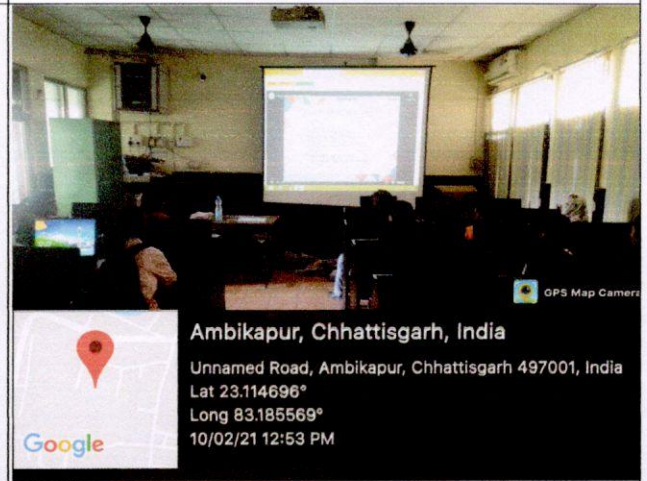 GPS Map Camera
Ambikapur, Chhattisgarh, India
Unnamed Road, Ambikapur, Chhattisgarh 497001, India
Lat 23.114696°
Long 83.185569°
10/02/21 12:53 PM
Google